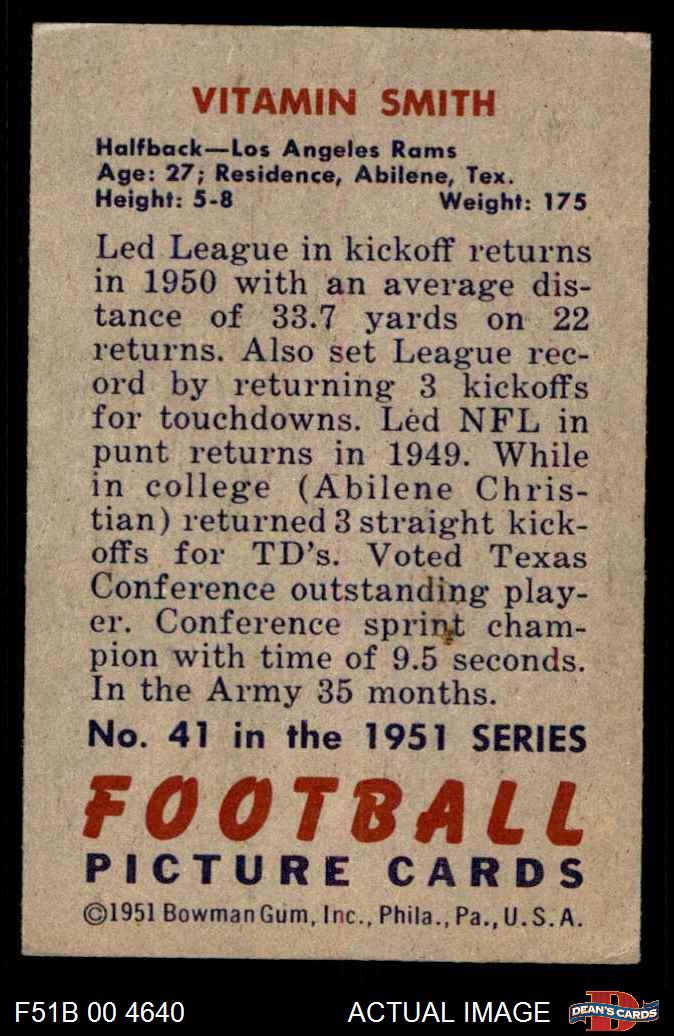 VITAMIN SMITH
Halfback—Los Angeles Rams
Age: 27; Residence, Abilene, Tex.
Height: 5-8 Weight: 175
Led League in kickoff returns
in 1950 with an average dis-
tance of 33.7 yards on 22
returns. Also set League rec-
ord by returning 3 kickoffs
for touchdowns. Led NFL in
punt returns in 1949. While
in college (Abilene Chris-
tian) returned 3 straight kick-
offs for TD's. Voted Texas
Conference outstanding play-
er. Conference sprint cham-
pion with time of 9.5 seconds.
In the Army 35 months.
No. 41 in the 1951 SERIES
FOOTBALL
PICTURE CARDS
©1951 Bowman Gum, Inc., Phila., Pa., U.S.A.
F51B 00 4640 ACTUAL IMAGE D DEAN'S CARDS